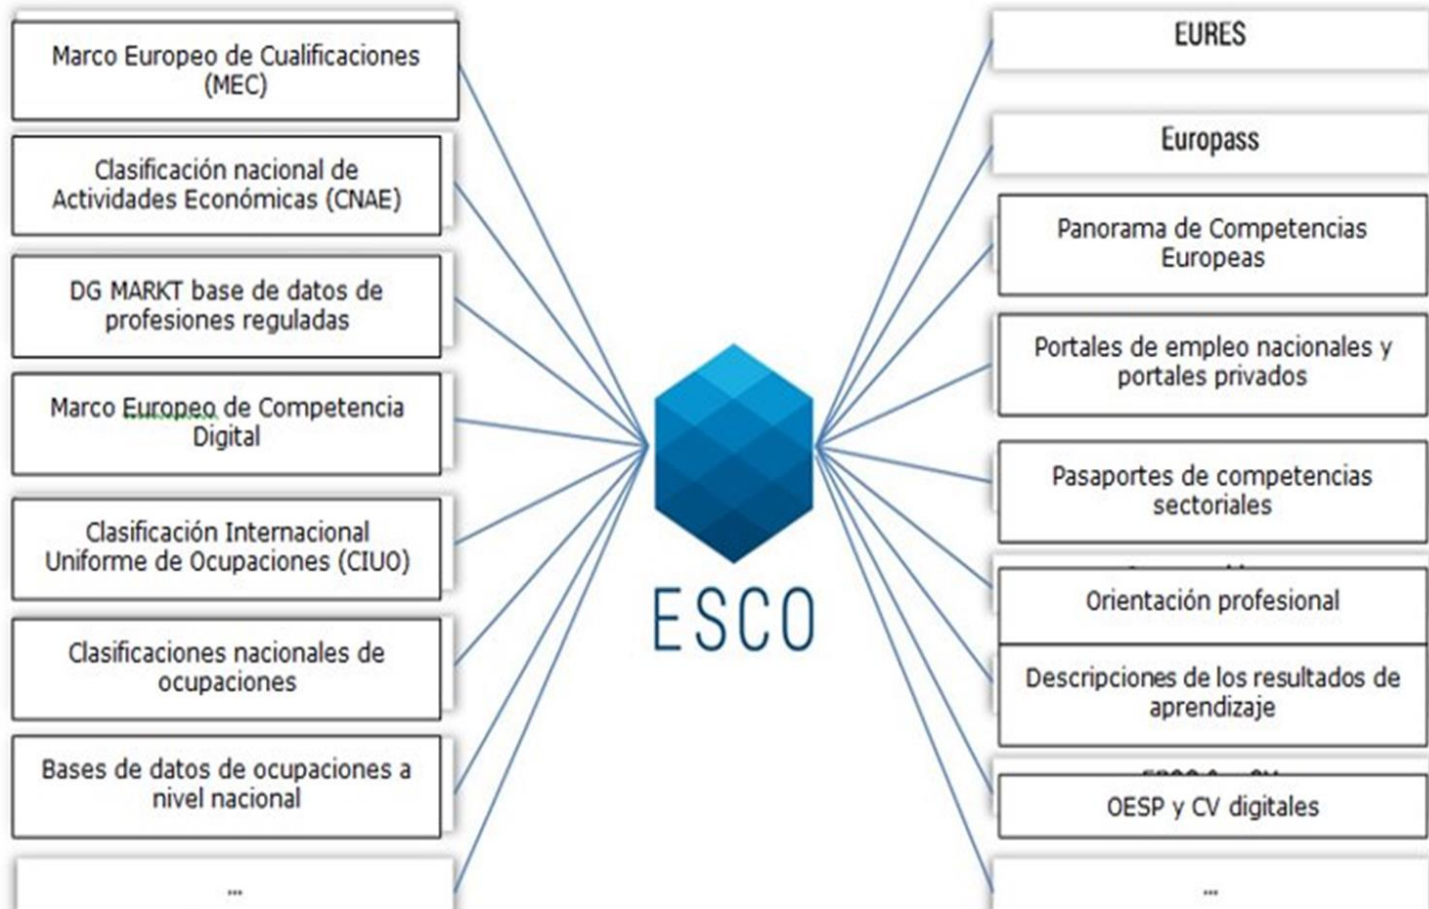 Marco Europeo de Cualificaciones
(MEC)
Clasificación nacional de
Actividades Económicas (CNAE)
DG MARKT base de datos de
profesiones reguladas
Marco Europeo de Competencia
Digital
Clasificación Internacional
Uniforme de Ocupaciones (CIUO)
Clasificaciones nacionales de
ocupaciones
Bases de datos de ocupaciones a
nivel nacional
...
ESCO
EURES
Europass
Panorama de Competencias
Europeas
Portales de empleo nacionales y
portales privados
Pasaportes de competencias
sectoriales
Orientación profesional
Descripciones de los resultados de
aprendizaje
OESP y CV digitales
...